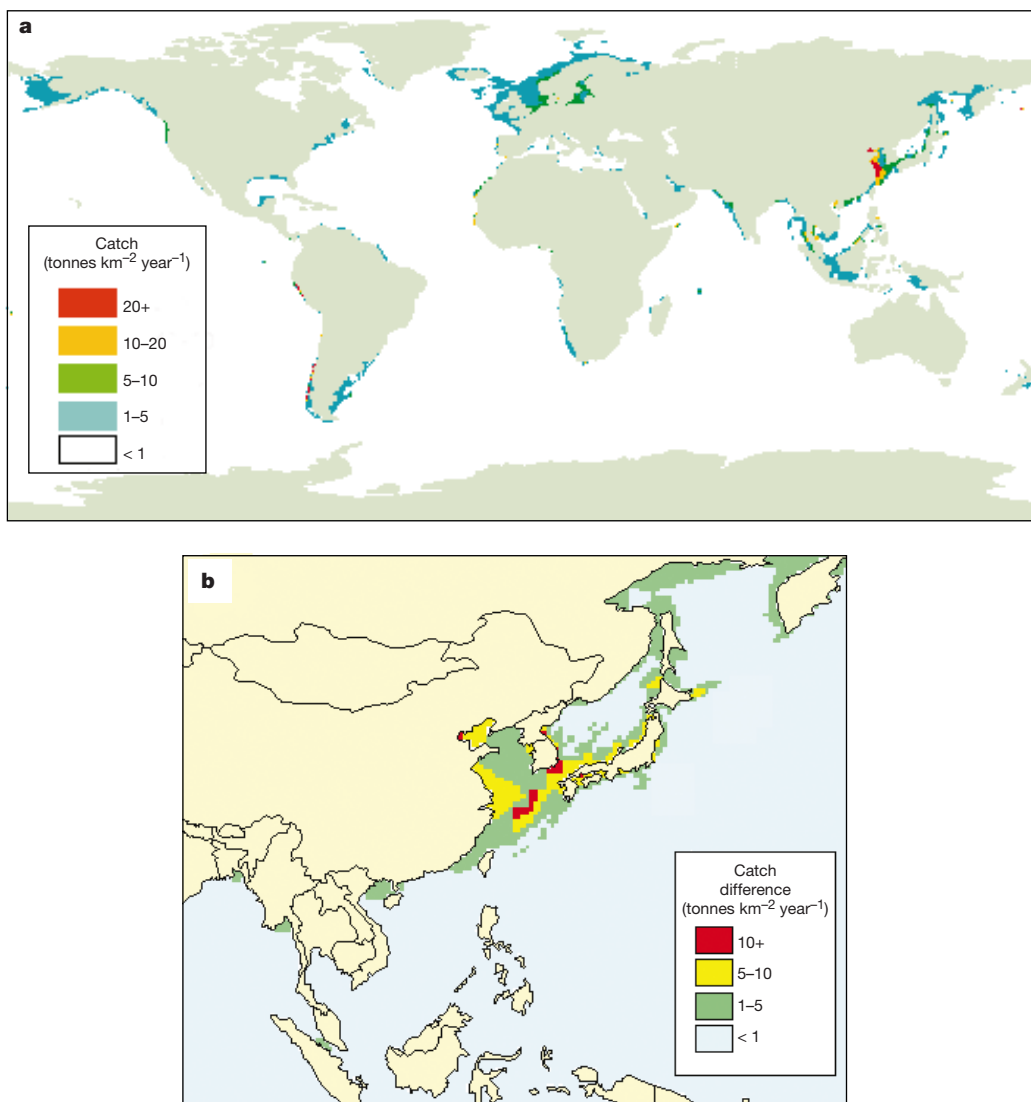 a
Catch
(tonnes km⁻² year⁻¹)
20+
10–20
5–10
1–5
< 1
b
Catch
difference
(tonnes km⁻² year⁻¹)
10+
5–10
1–5
< 1